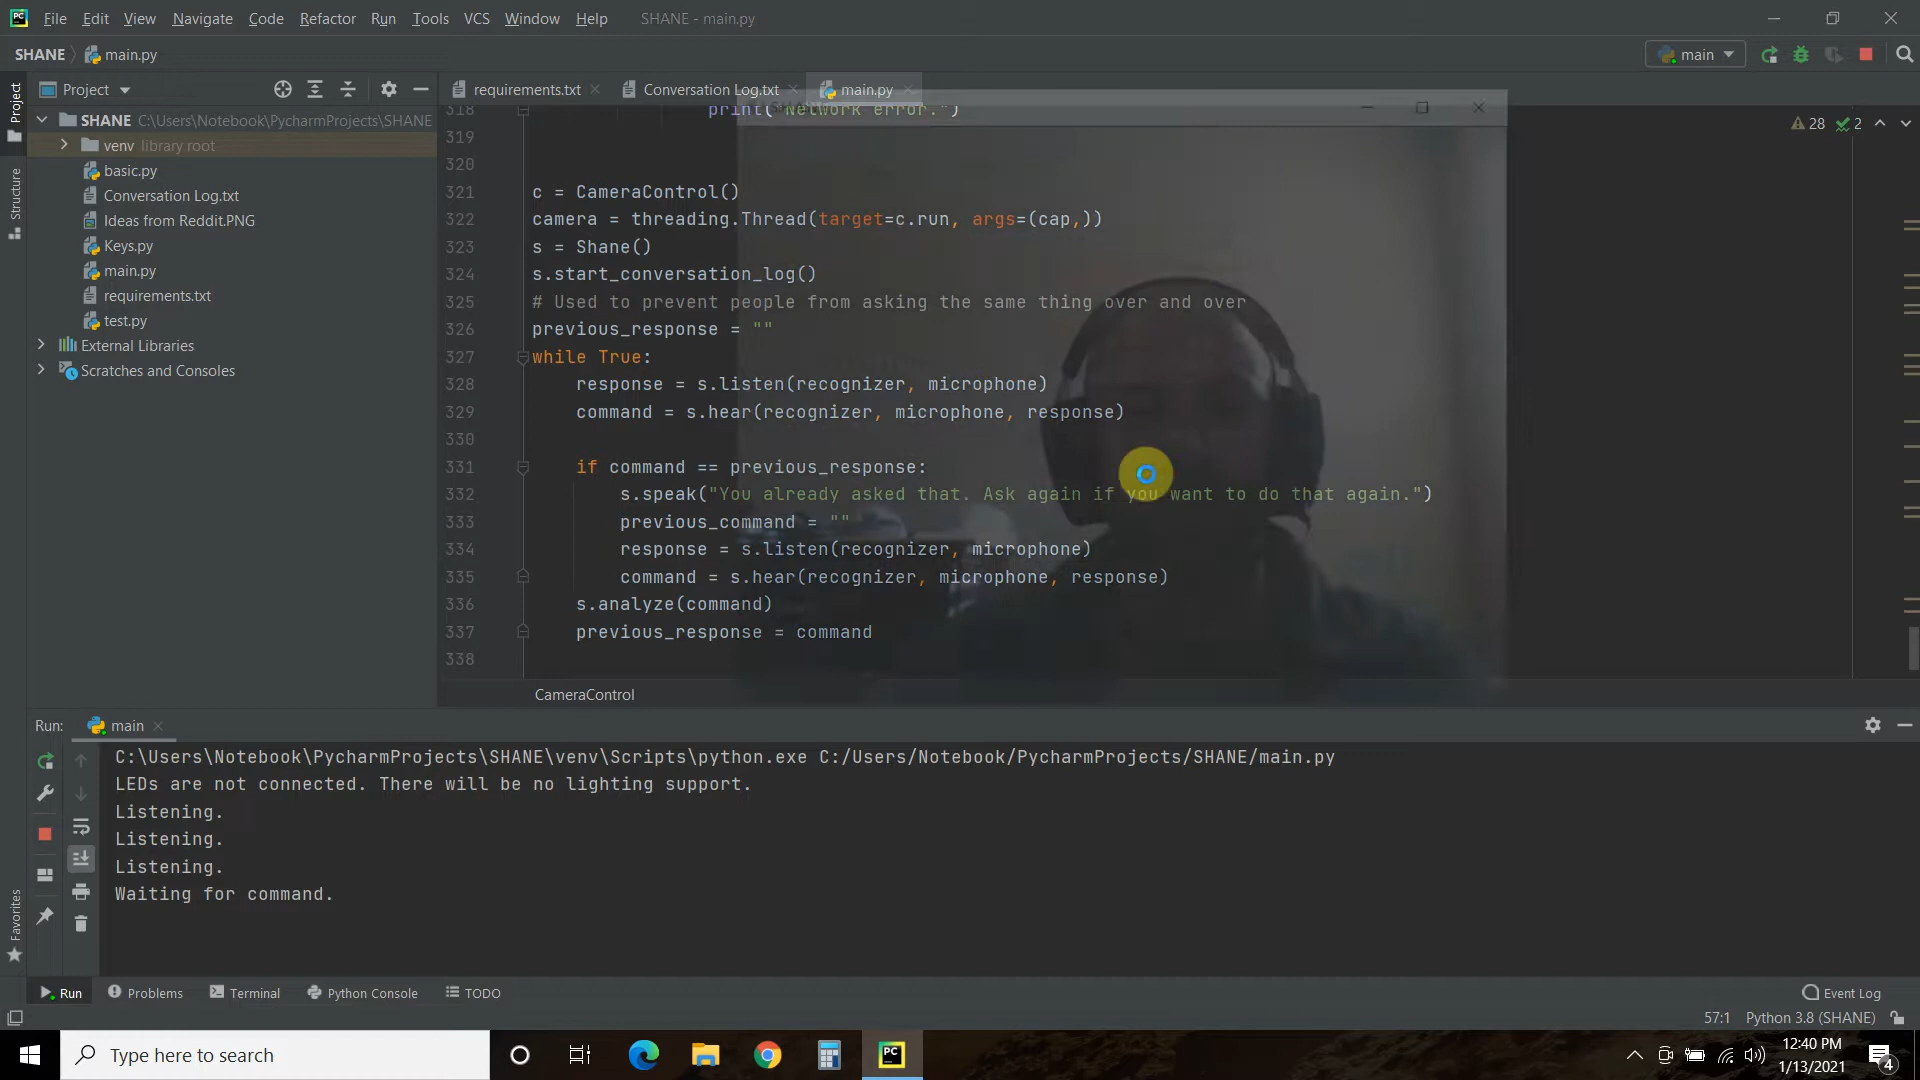 File Edit View Navigate Code Refactor Run Tools VCS Window Help SHANE - main.py
SHANE main.py
main
Project
requirements.txt
Conversation Log.txt
main.py
Project
SHANE C:\Users\Notebook\PycharmProjects\SHANE
venv library root
basic.py
Conversation Log.txt
Ideas from Reddit.PNG
Keys.py
main.py
requirements.txt
test.py
External Libraries
Scratches and Consoles
Structure
28 2
318 print("Network error.")
319
320
321 c = CameraControl()
322 camera = threading.Thread(target=c.run, args=(cap,))
323 s = Shane()
324 s.start_conversation_log()
325 # Used to prevent people from asking the same thing over and over
326 previous_response = ""
327 while True:
328 response = s.listen(recognizer, microphone)
329 command = s.hear(recognizer, microphone, response)
330
331 if command == previous_response:
332 s.speak("You already asked that. Ask again if you want to do that again.")
333 previous_command = ""
334 response = s.listen(recognizer, microphone)
335 command = s.hear(recognizer, microphone, response)
336 s.analyze(command)
337 previous_response = command
338
CameraControl
Run: main
C:\Users\Notebook\PycharmProjects\SHANE\venv\Scripts\python.exe C:/Users/Notebook/PycharmProjects/SHANE/main.py
LEDs are not connected. There will be no lighting support.
Listening.
Listening.
Listening.
Waiting for command.
Favorites
Run Problems Terminal Python Console TODO
Event Log
57:1 Python 3.8 (SHANE)
PC
Type here to search
12:40 PM
1/13/2021
4